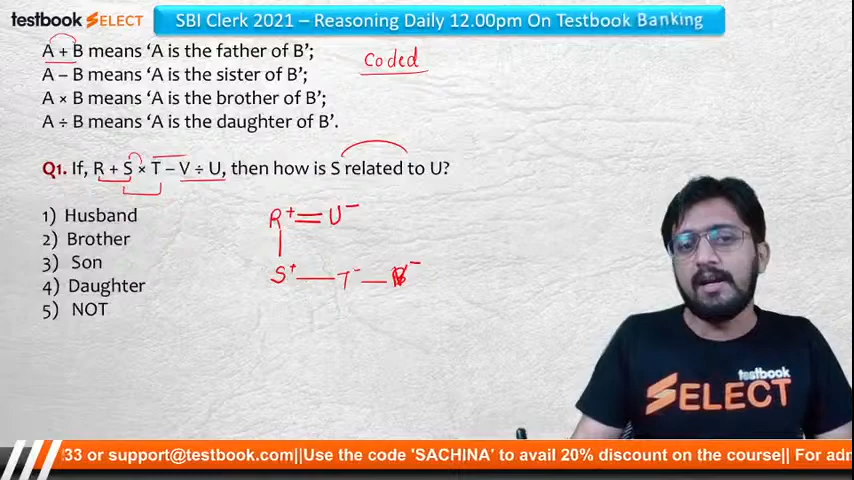 testbook SELECT
SBI Clerk 2021 – Reasoning Daily 12.00pm On Testbook Banking
A + B means 'A is the father of B';
A – B means 'A is the sister of B';
A × B means 'A is the brother of B';
A ÷ B means 'A is the daughter of B'.
Coded
Q1. If, R + S × T – V ÷ U, then how is S related to U?
1) Husband
2) Brother
3) Son
4) Daughter
5) NOT
R+ = U−
S+ — T− —
testbook
SELECT
33 or support@testbook.com||Use the code 'SACHINA' to avail 20% discount on the course|| For adm